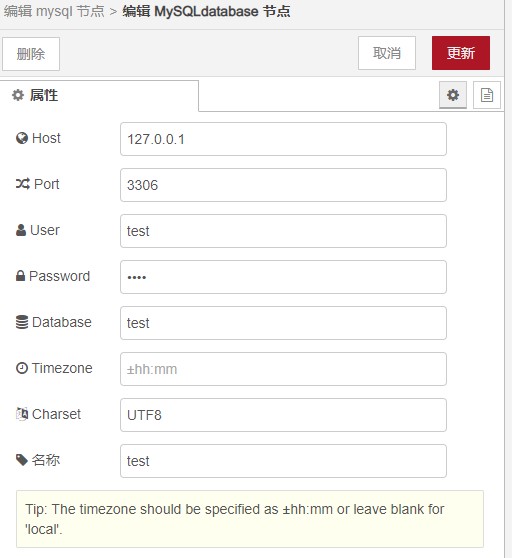 编辑 mysql 节点 > 编辑 MySQLdatabase 节点
删除 取消 更新
属性
Host 127.0.0.1
Port 3306
User test
Password ••••
Database test
Timezone ±hh:mm
Charset UTF8
名称 test
Tip: The timezone should be specified as ±hh:mm or leave blank for
'local'.